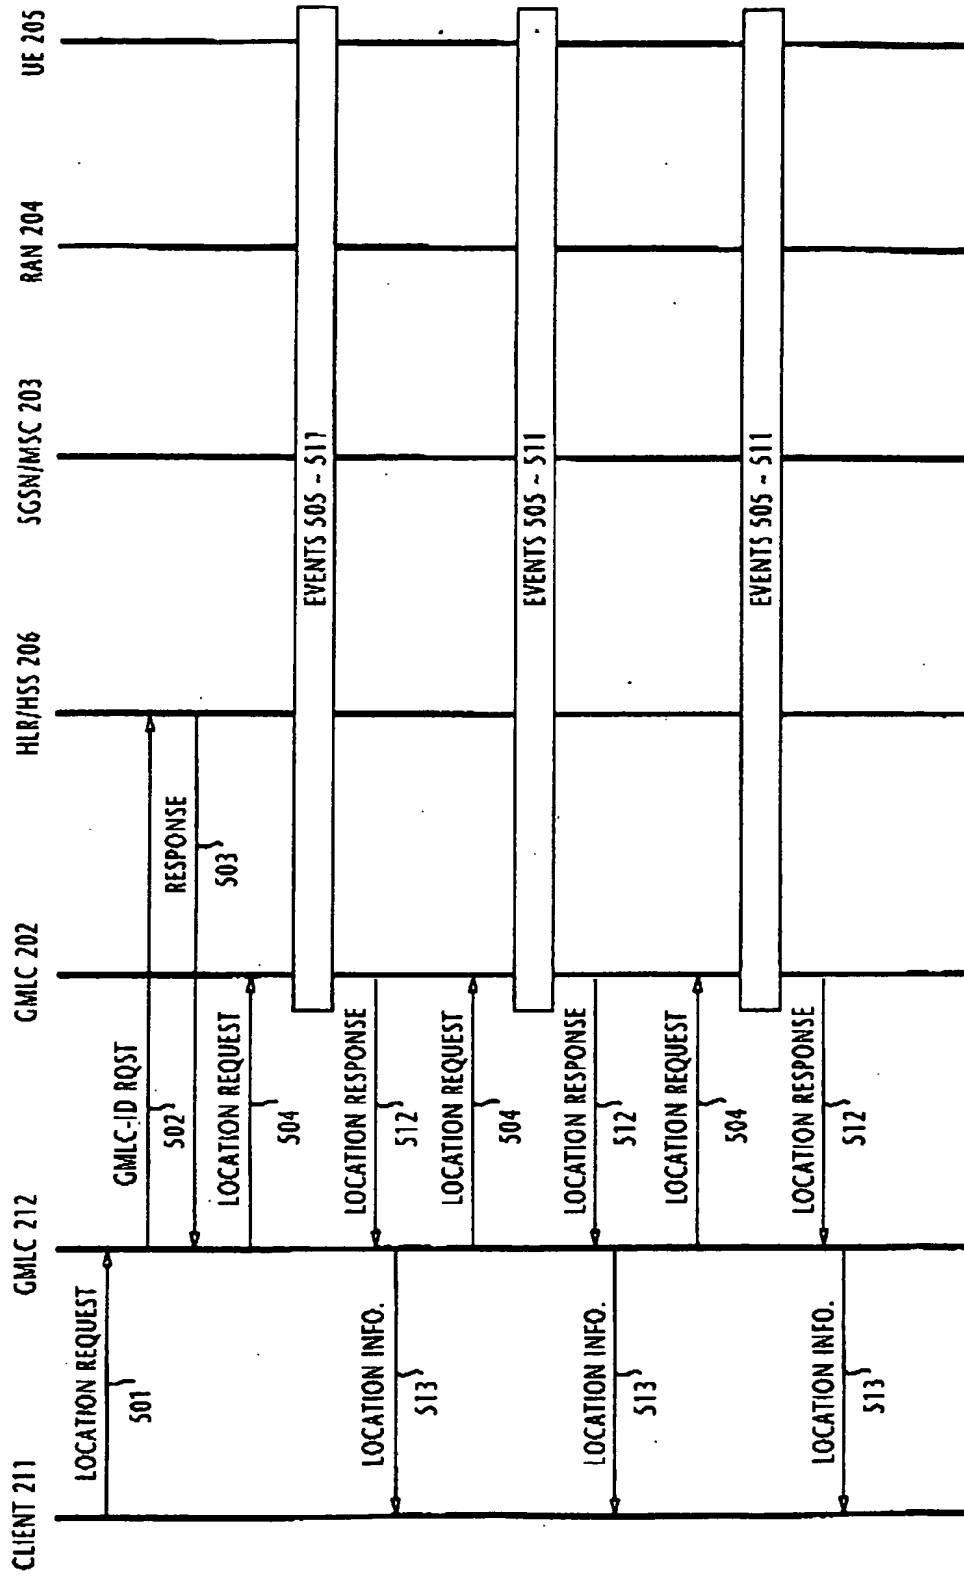 CLIENT 211
GMLC 212
GMLC 202
HLR/HSS 206
SGSN/MSC 203
RAN 204
UE 205
LOCATION REQUEST
501
GMLC-ID RQST
502
RESPONSE
503
LOCATION REQUEST
504
EVENTS 505 ~ 517
LOCATION RESPONSE
512
LOCATION INFO.
513
LOCATION REQUEST
504
EVENTS 505 ~ 511
LOCATION RESPONSE
512
LOCATION INFO.
513
LOCATION REQUEST
504
EVENTS 505 ~ 511
LOCATION RESPONSE
512
LOCATION INFO.
513